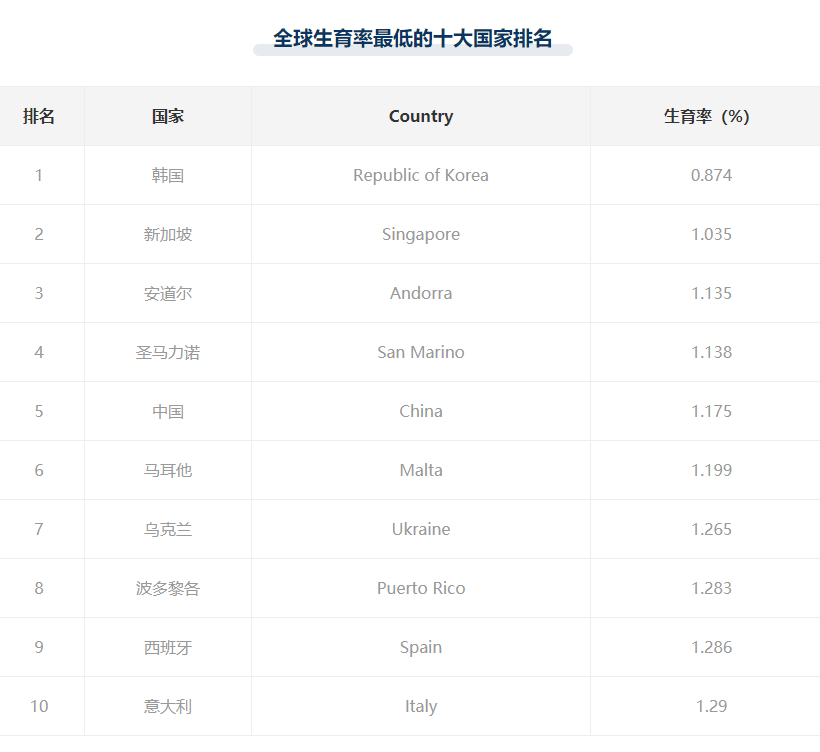 全球生育率最低的十大国家排名
排名 国家 Country 生育率（%）
1 韩国 Republic of Korea 0.874
2 新加坡 Singapore 1.035
3 安道尔 Andorra 1.135
4 圣马力诺 San Marino 1.138
5 中国 China 1.175
6 马耳他 Malta 1.199
7 乌克兰 Ukraine 1.265
8 波多黎各 Puerto Rico 1.283
9 西班牙 Spain 1.286
10 意大利 Italy 1.29